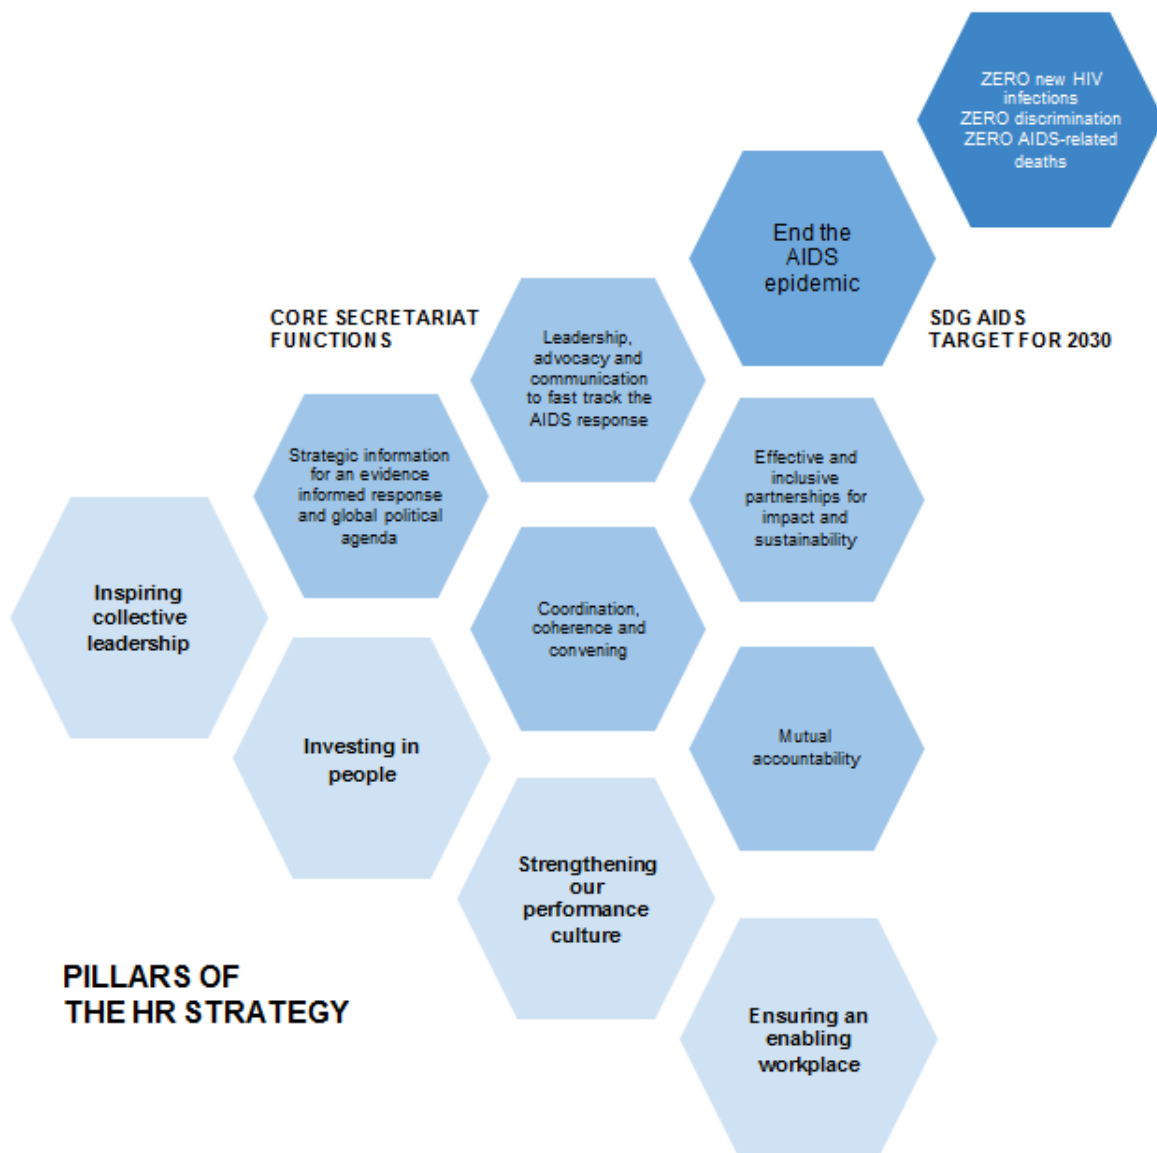 ZERO new HIV
infections
ZERO discrimination
ZERO AIDS-related
deaths
End the
AIDS
epidemic
CORE SECRETARIAT
FUNCTIONS
SDG AIDS
TARGET FOR 2030
Leadership,
advocacy and
communication
to fast track the
AIDS response
Strategic information
for an evidence
informed response
and global political
agenda
Effective and
inclusive
partnerships for
impact and
sustainability
Inspiring
collective
leadership
Coordination,
coherence and
convening
Investing in
people
Mutual
accountability
Strengthening
our
performance
culture
PILLARS OF
THE HR STRATEGY
Ensuring an
enabling
workplace